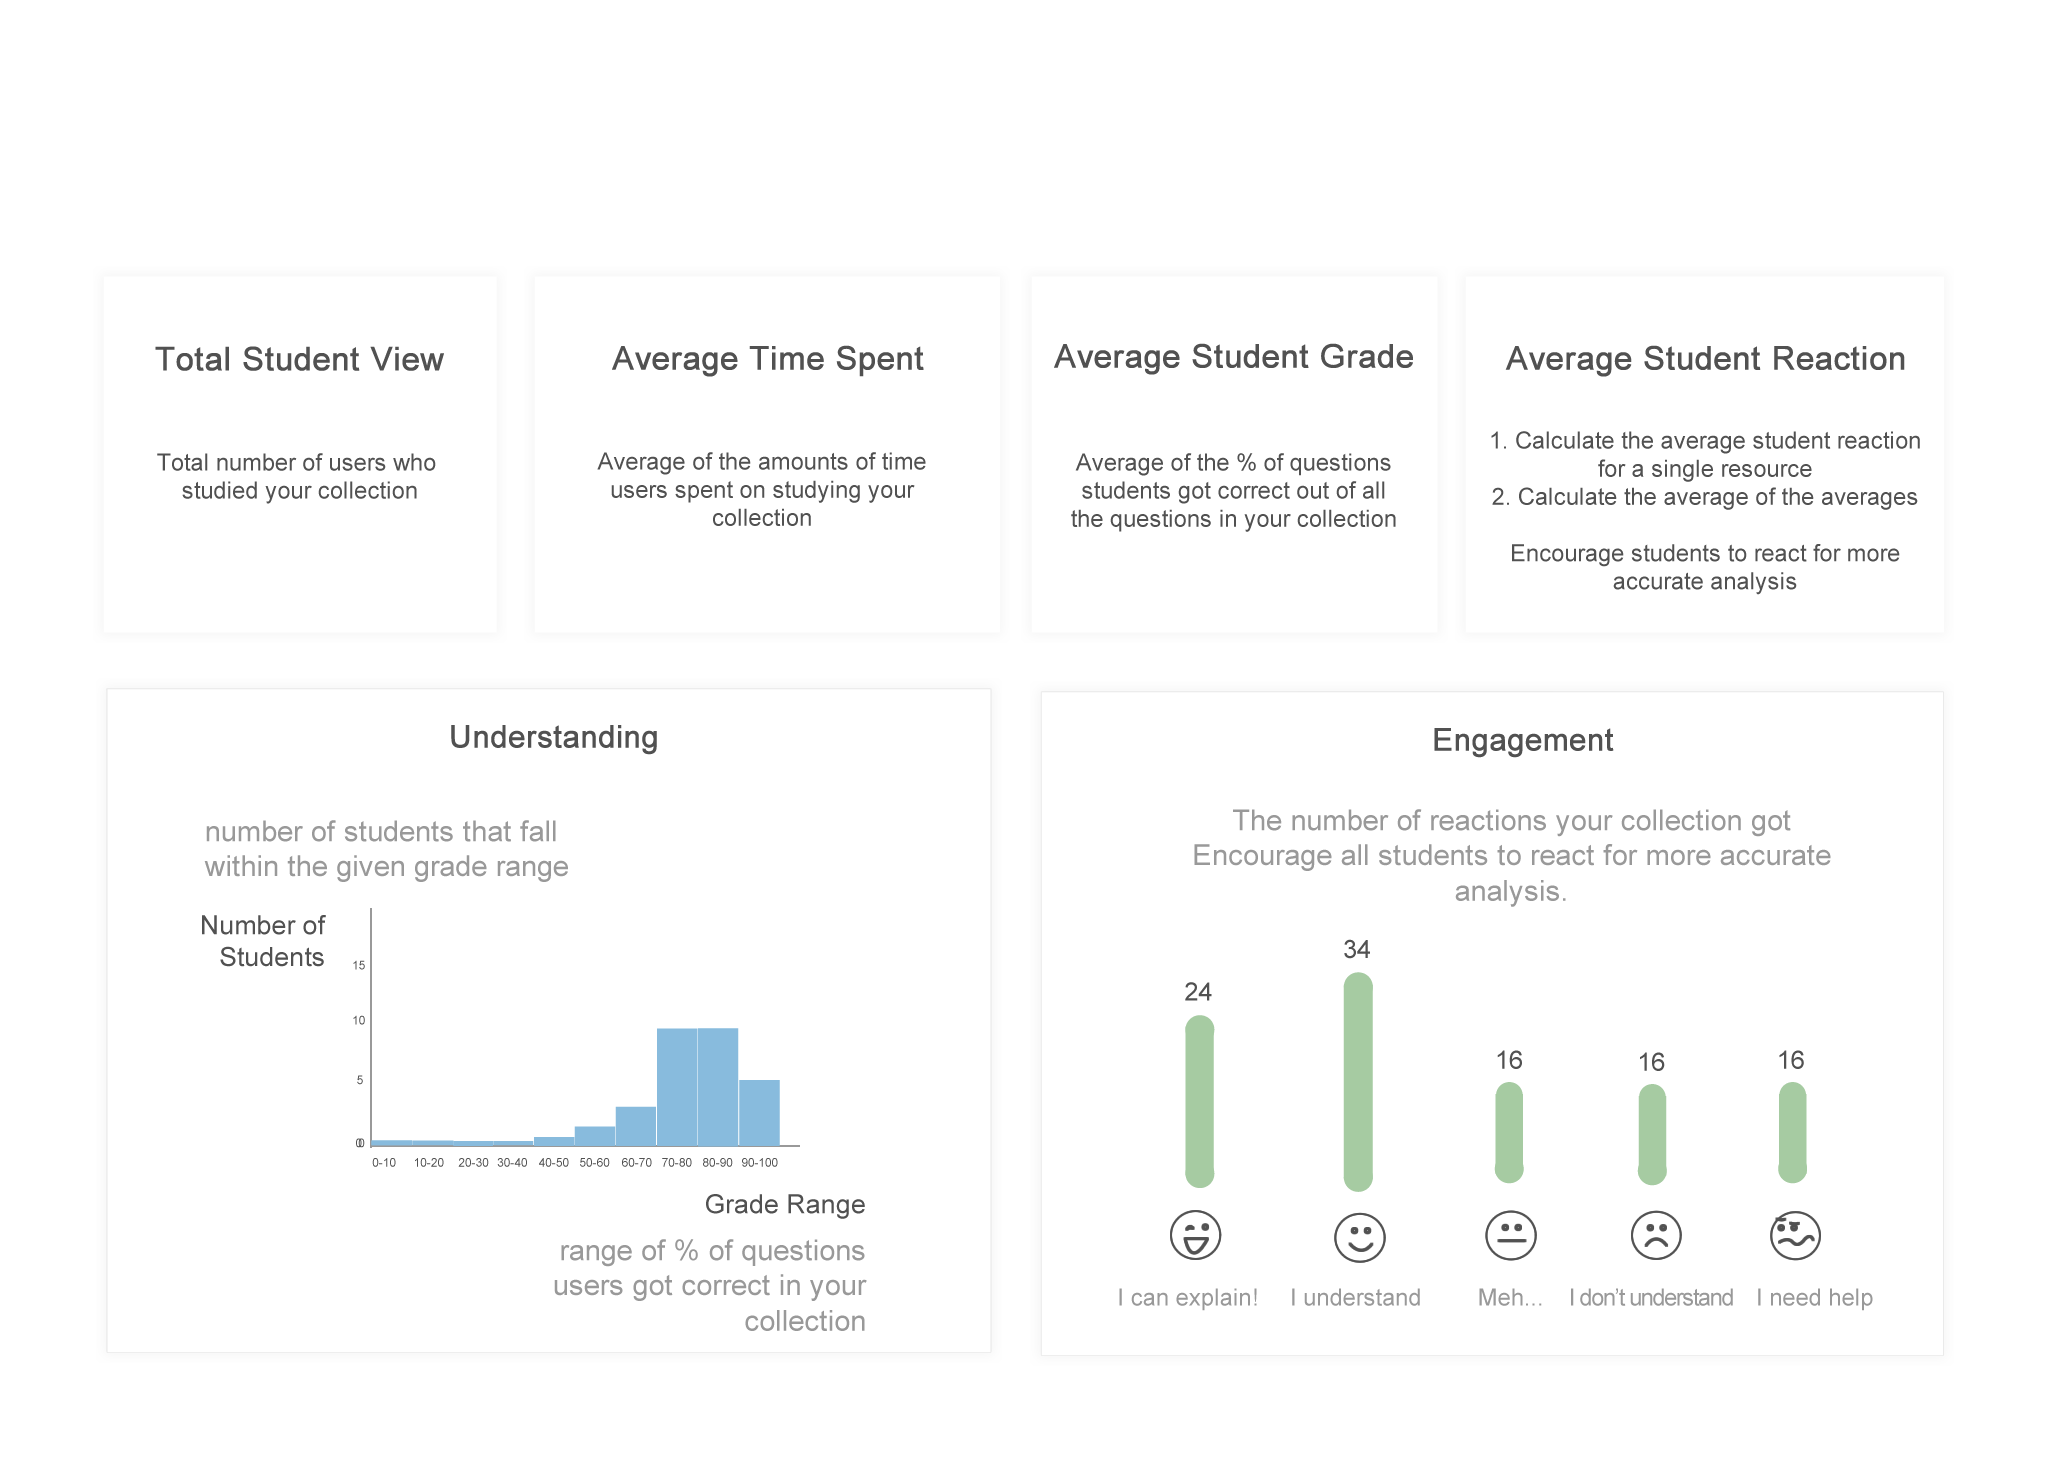 Total Student View
Total number of users who
studied your collection
Average Time Spent
Average of the amounts of time
users spent on studying your
collection
Average Student Grade
Average of the % of questions
students got correct out of all
the questions in your collection
Average Student Reaction
1. Calculate the average student reaction
for a single resource
2. Calculate the average of the averages
Encourage students to react for more
accurate analysis
Understanding
number of students that fall
within the given grade range
Number of
Students
15
10
5
0
0-10 10-20 20-30 30-40 40-50 50-60 60-70 70-80 80-90 90-100
Grade Range
range of % of questions
users got correct in your
collection
Engagement
The number of reactions your collection got
Encourage all students to react for more accurate
analysis.
24 34 16 16 16
I can explain! I understand Meh... I don't understand I need help